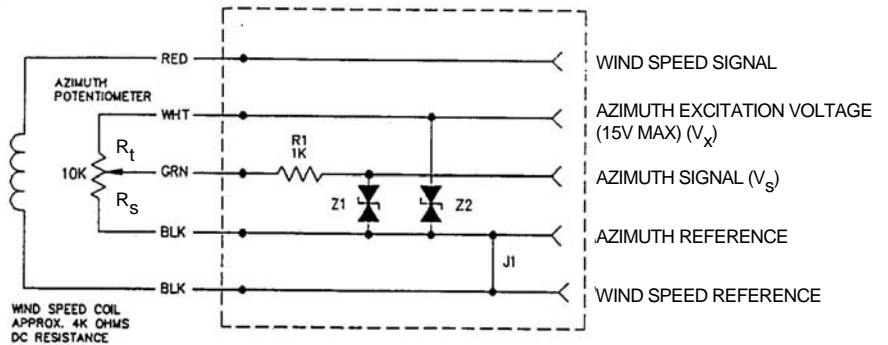 RED
WIND SPEED SIGNAL
AZIMUTH
POTENTIOMETER
WHT
AZIMUTH EXCITATION VOLTAGE
(15V MAX) (Vx)
Rt
R1
1K
10K
GRN
AZIMUTH SIGNAL (Vs)
Rs
Z1
Z2
BLK
AZIMUTH REFERENCE
J1
BLK
WIND SPEED REFERENCE
WIND SPEED COIL
APPROX. 4K OHMS
DC RESISTANCE